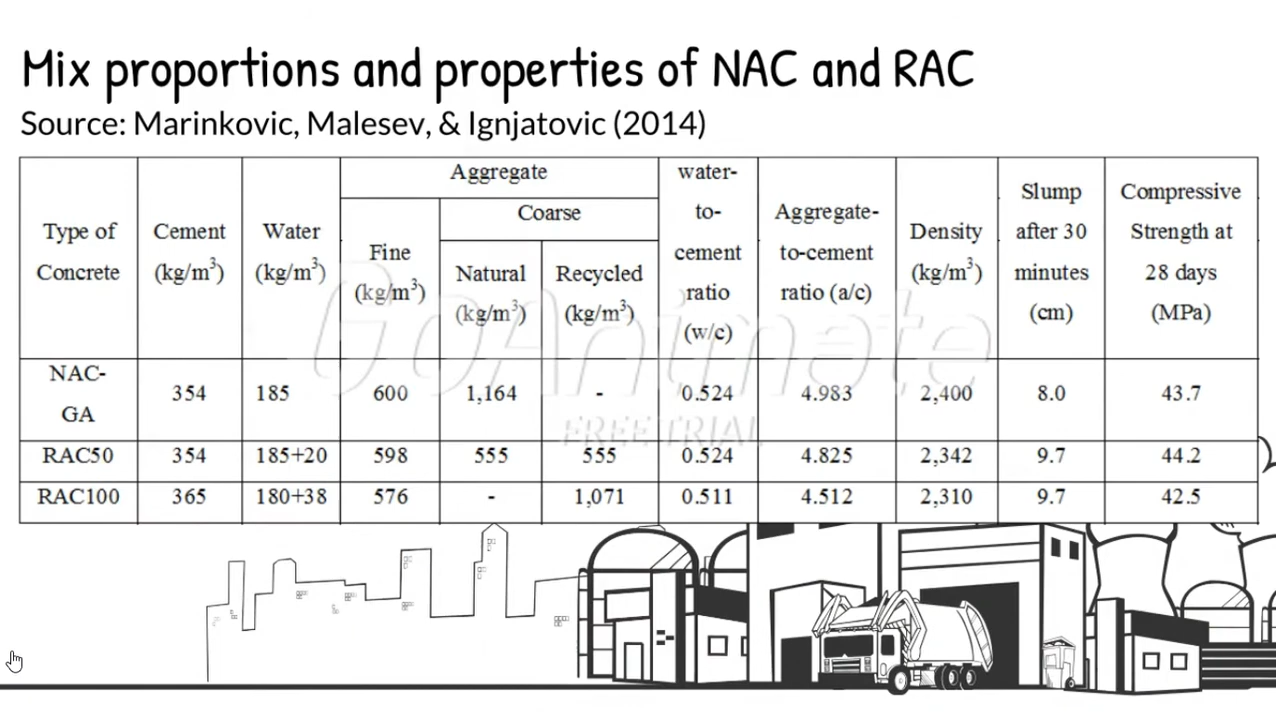 Mix proportions and properties of NAC and RAC
Source: Marinkovic, Malesev, & Ignjatovic (2014)
Type of Concrete | Cement (kg/m³) | Water (kg/m³) | Aggregate | water-to-cement ratio (w/c) | Aggregate-to-cement ratio (a/c) | Density (kg/m³) | Slump after 30 minutes (cm) | Compressive Strength at 28 days (MPa)
Fine (kg/m³) | Coarse
Natural (kg/m³) | Recycled (kg/m³)
NAC-GA | 354 | 185 | 600 | 1,164 | - | 0.524 | 4.983 | 2,400 | 8.0 | 43.7
RAC50 | 354 | 185+20 | 598 | 555 | 555 | 0.524 | 4.825 | 2,342 | 9.7 | 44.2
RAC100 | 365 | 180+38 | 576 | - | 1,071 | 0.511 | 4.512 | 2,310 | 9.7 | 42.5
GoAnimate
FREE TRIAL